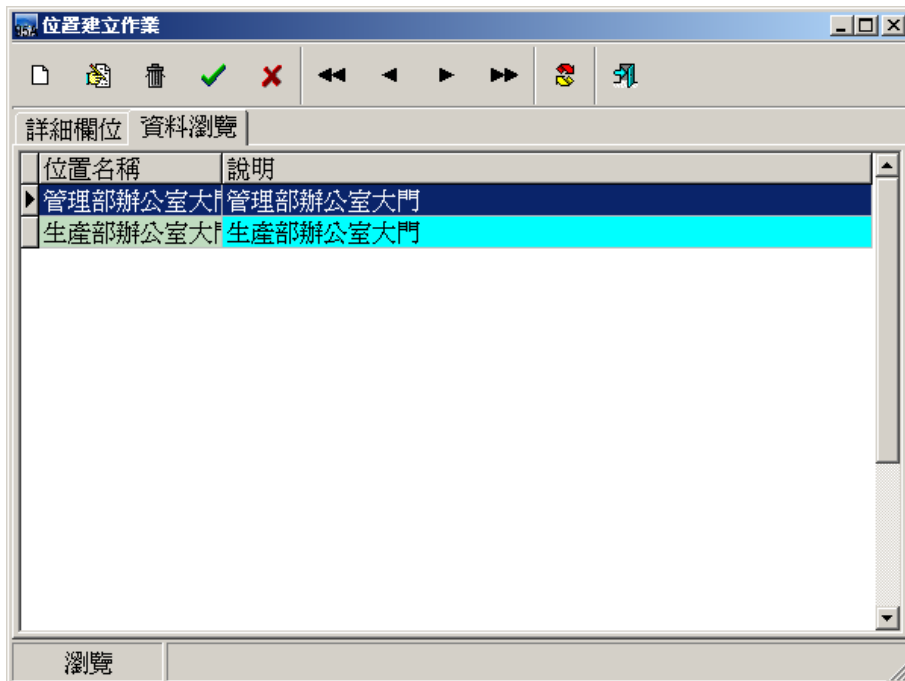 位置建立作業
詳細欄位 資料瀏覽
位置名稱 說明
管理部辦公室大門 管理部辦公室大門
生產部辦公室大門 生產部辦公室大門
瀏覽